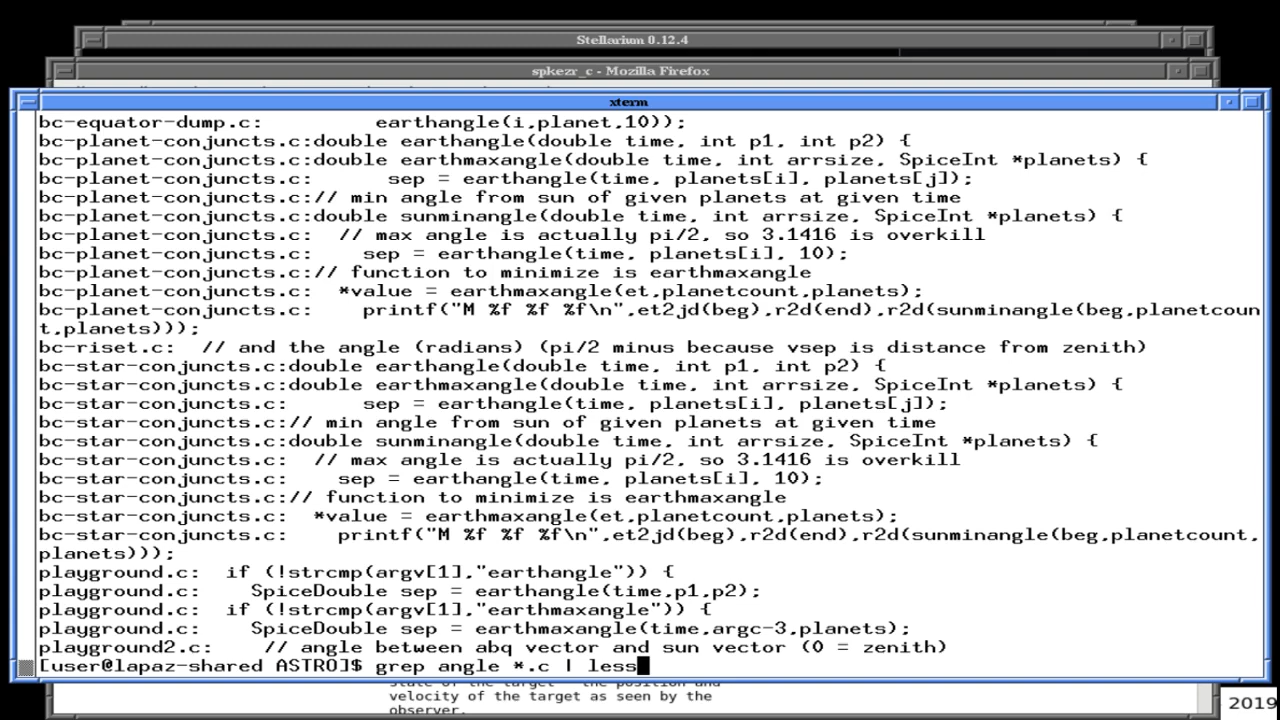 Stellarium 0.12.4
spkezr_c - Mozilla Firefox
xterm
bc-equator-dump.c:         earthangle(i,planet,10));
bc-planet-conjuncts.c:double earthangle(double time, int p1, int p2) {
bc-planet-conjuncts.c:double earthmaxangle(double time, int arrsize, SpiceInt *planets) {
bc-planet-conjuncts.c:      sep = earthangle(time, planets[i], planets[j]);
bc-planet-conjuncts.c:// min angle from sun of given planets at given time
bc-planet-conjuncts.c:double sunminangle(double time, int arrsize, SpiceInt *planets) {
bc-planet-conjuncts.c:  // max angle is actually pi/2, so 3.1416 is overkill
bc-planet-conjuncts.c:    sep = earthangle(time, planets[i], 10);
bc-planet-conjuncts.c:// function to minimize is earthmaxangle
bc-planet-conjuncts.c:  *value = earthmaxangle(et,planetcount,planets);
bc-planet-conjuncts.c:    printf("M %f %f %f\n",et2jd(beg),r2d(end),r2d(sunminangle(beg,planetcoun
t,planets)));
bc-riset.c:  // and the angle (radians) (pi/2 minus because vsep is distance from zenith)
bc-star-conjuncts.c:double earthangle(double time, int p1, int p2) {
bc-star-conjuncts.c:double earthmaxangle(double time, int arrsize, SpiceInt *planets) {
bc-star-conjuncts.c:      sep = earthangle(time, planets[i], planets[j]);
bc-star-conjuncts.c:// min angle from sun of given planets at given time
bc-star-conjuncts.c:double sunminangle(double time, int arrsize, SpiceInt *planets) {
bc-star-conjuncts.c:  // max angle is actually pi/2, so 3.1416 is overkill
bc-star-conjuncts.c:    sep = earthangle(time, planets[i], 10);
bc-star-conjuncts.c:// function to minimize is earthmaxangle
bc-star-conjuncts.c:  *value = earthmaxangle(et,planetcount,planets);
bc-star-conjuncts.c:    printf("M %f %f %f\n",et2jd(beg),r2d(end),r2d(sunminangle(beg,planetcount,
planets)));
playground.c:  if (!strcmp(argv[1],"earthangle")) {
playground.c:    SpiceDouble sep = earthangle(time,p1,p2);
playground.c:  if (!strcmp(argv[1],"earthmaxangle")) {
playground.c:    SpiceDouble sep = earthmaxangle(time,argc-3,planets);
playground2.c:    // angle between abq vector and sun vector (0 = zenith)
[user@lapaz-shared ASTRO]$ grep angle *.c | less
velocity of the target as seen by the
observer.
2019